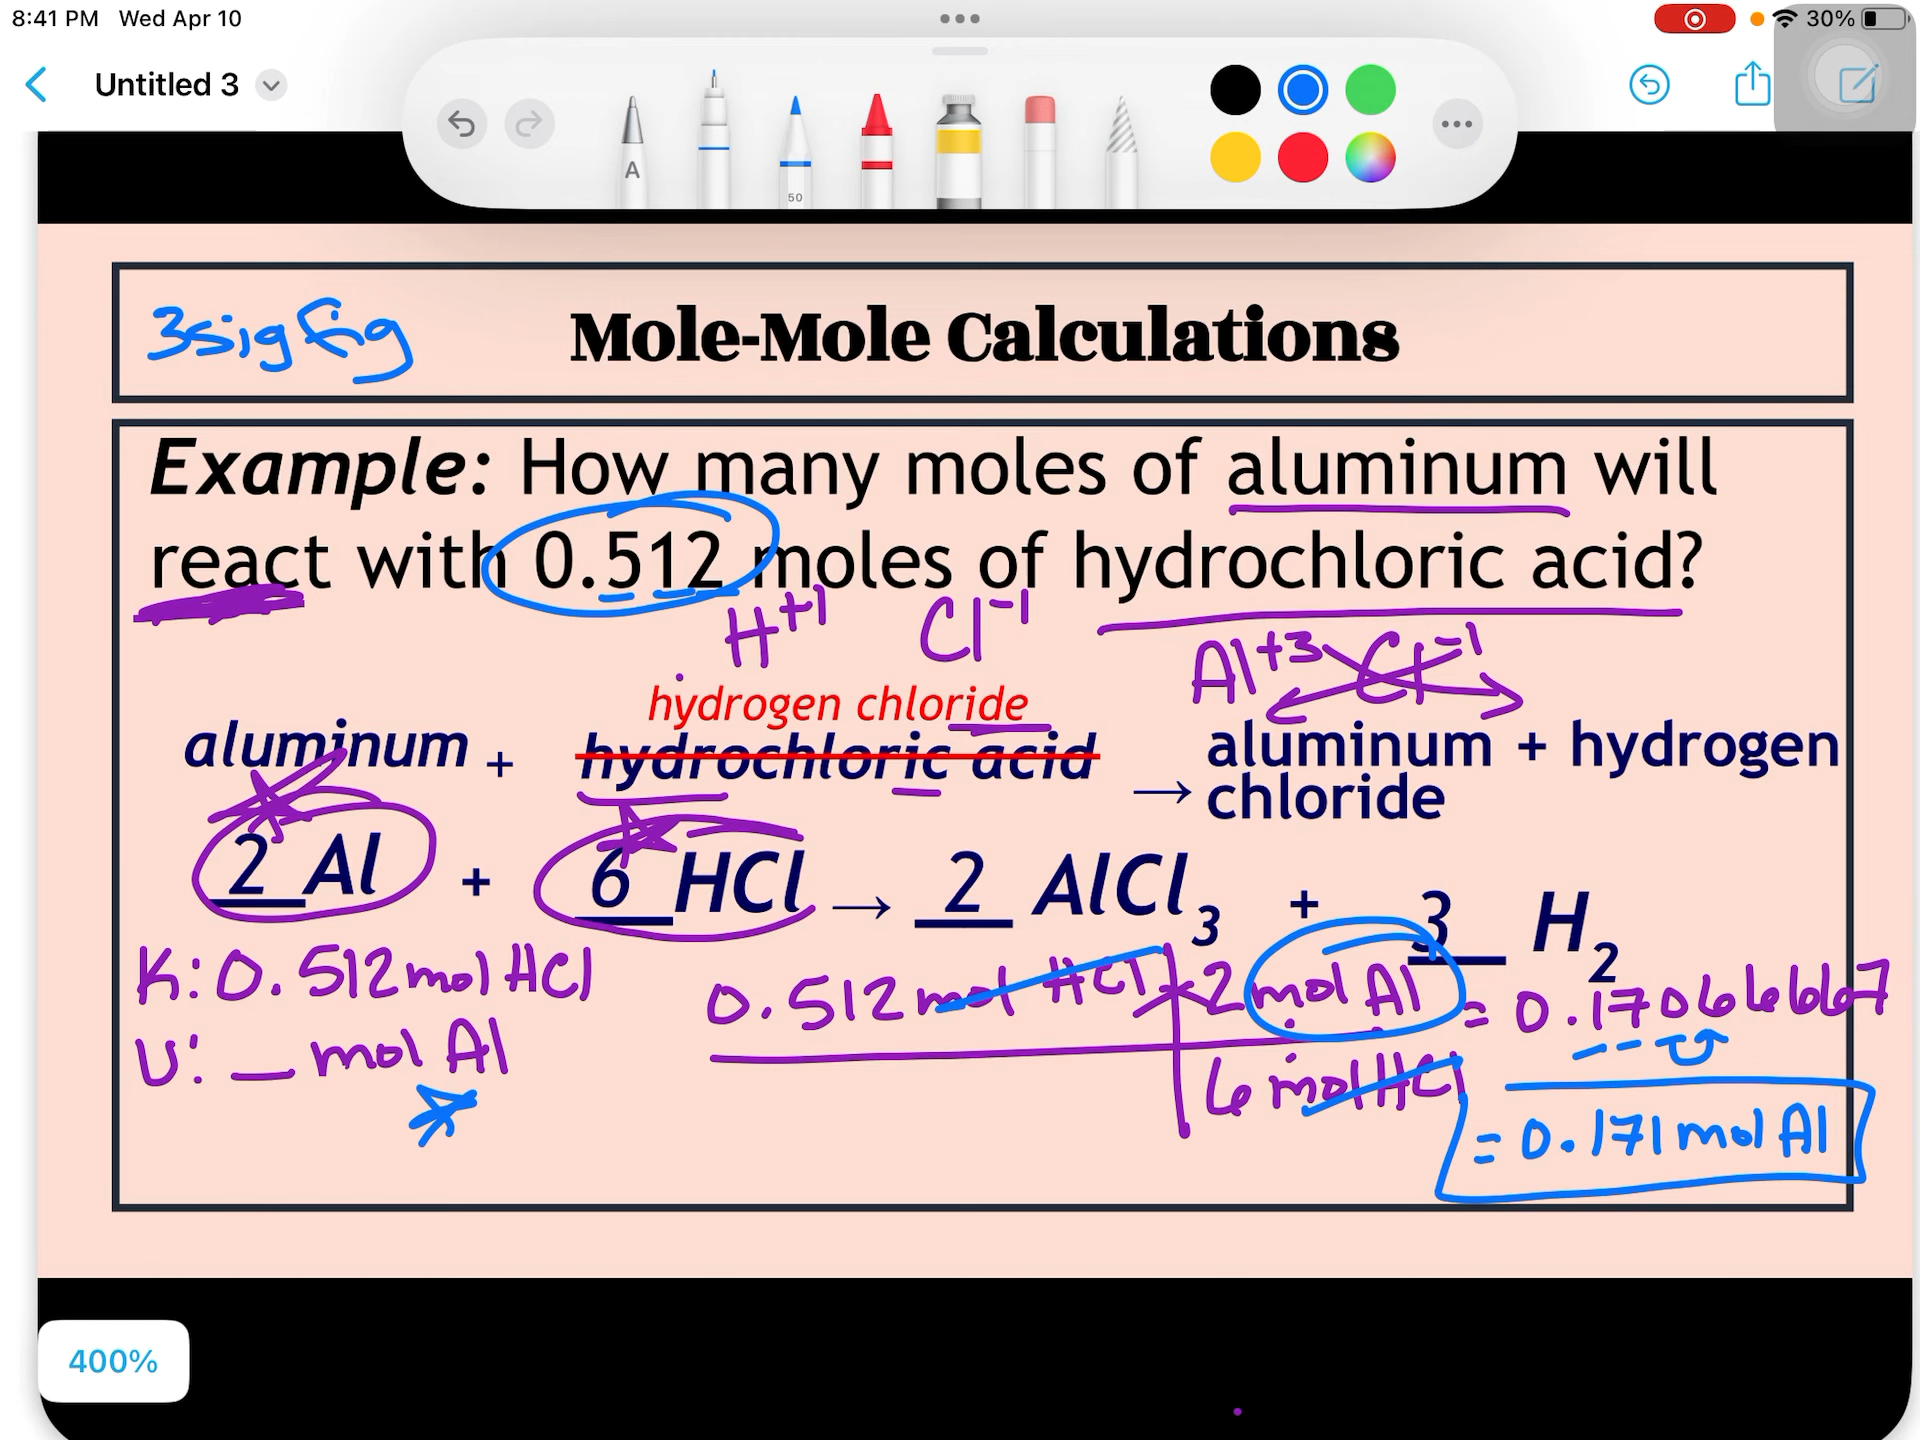 8:41 PM Wed Apr 10
30%
Untitled 3
A
50
3 sig fig
Mole-Mole Calculations
Example: How many moles of aluminum will
react with 0.512 moles of hydrochloric acid?
H+1 Cl-1
Al+3 Cl-1
hydrogen chloride
aluminum + hydrochloric acid → aluminum + hydrogen
chloride
2 Al + 6 HCl → 2 AlCl3 + 3 H2
K: 0.512 mol HCl
U: _ mol Al
0.512 mol HCl x 2 mol Al = 0.17066667
6 mol HCl
= 0.171 mol Al
400%